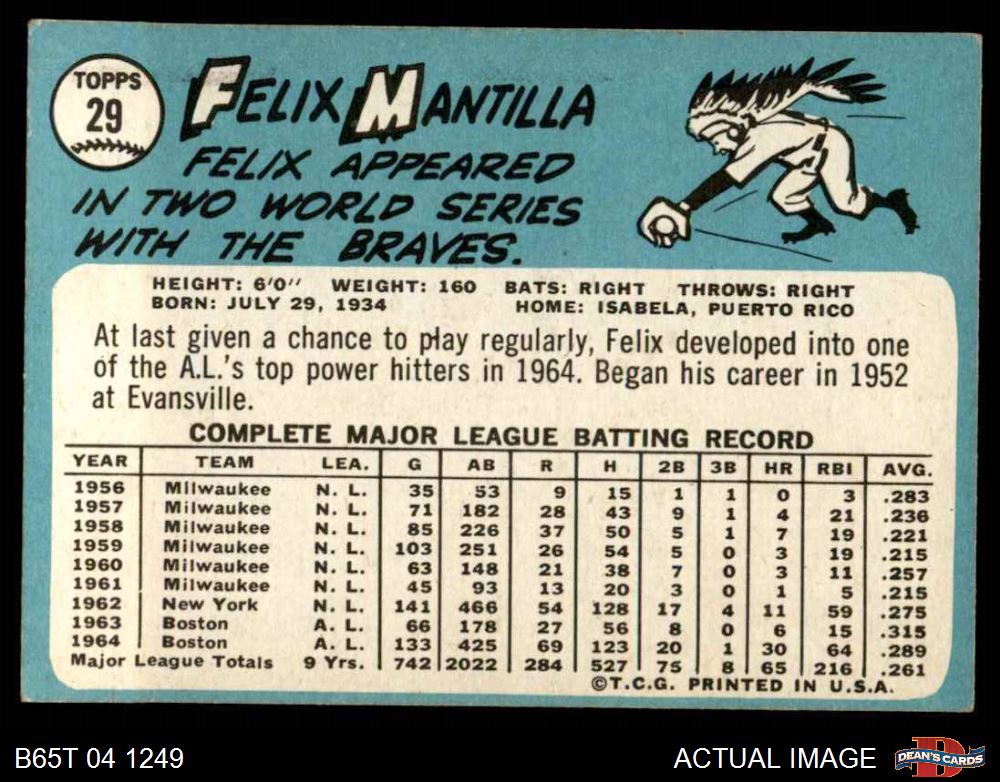 TOPPS
29
FELIX MANTILLA
FELIX APPEARED
IN TWO WORLD SERIES
WITH THE BRAVES.
HEIGHT: 6'0" WEIGHT: 160 BATS: RIGHT THROWS: RIGHT
BORN: JULY 29, 1934 HOME: ISABELA, PUERTO RICO
At last given a chance to play regularly, Felix developed into one
of the A.L.'s top power hitters in 1964. Began his career in 1952
at Evansville.
COMPLETE MAJOR LEAGUE BATTING RECORD
YEAR TEAM LEA. G AB R H 2B 3B HR RBI AVG.
1956 Milwaukee N. L. 35 53 9 15 1 1 0 3 .283
1957 Milwaukee N. L. 71 182 28 43 9 1 4 21 .236
1958 Milwaukee N. L. 85 226 37 50 5 1 7 19 .221
1959 Milwaukee N. L. 103 251 26 54 5 0 3 19 .215
1960 Milwaukee N. L. 63 148 21 38 7 0 3 11 .257
1961 Milwaukee N. L. 45 93 13 20 3 0 1 5 .215
1962 New York N. L. 141 466 54 128 17 4 11 59 .275
1963 Boston A. L. 66 178 27 56 8 0 6 15 .315
1964 Boston A. L. 133 425 69 123 20 1 30 64 .289
Major League Totals 9 Yrs. 742 2022 284 527 75 8 65 216 .261
©T.C.G. PRINTED IN U.S.A.
B65T 04 1249 ACTUAL IMAGE
D
DEAN'S CARDS